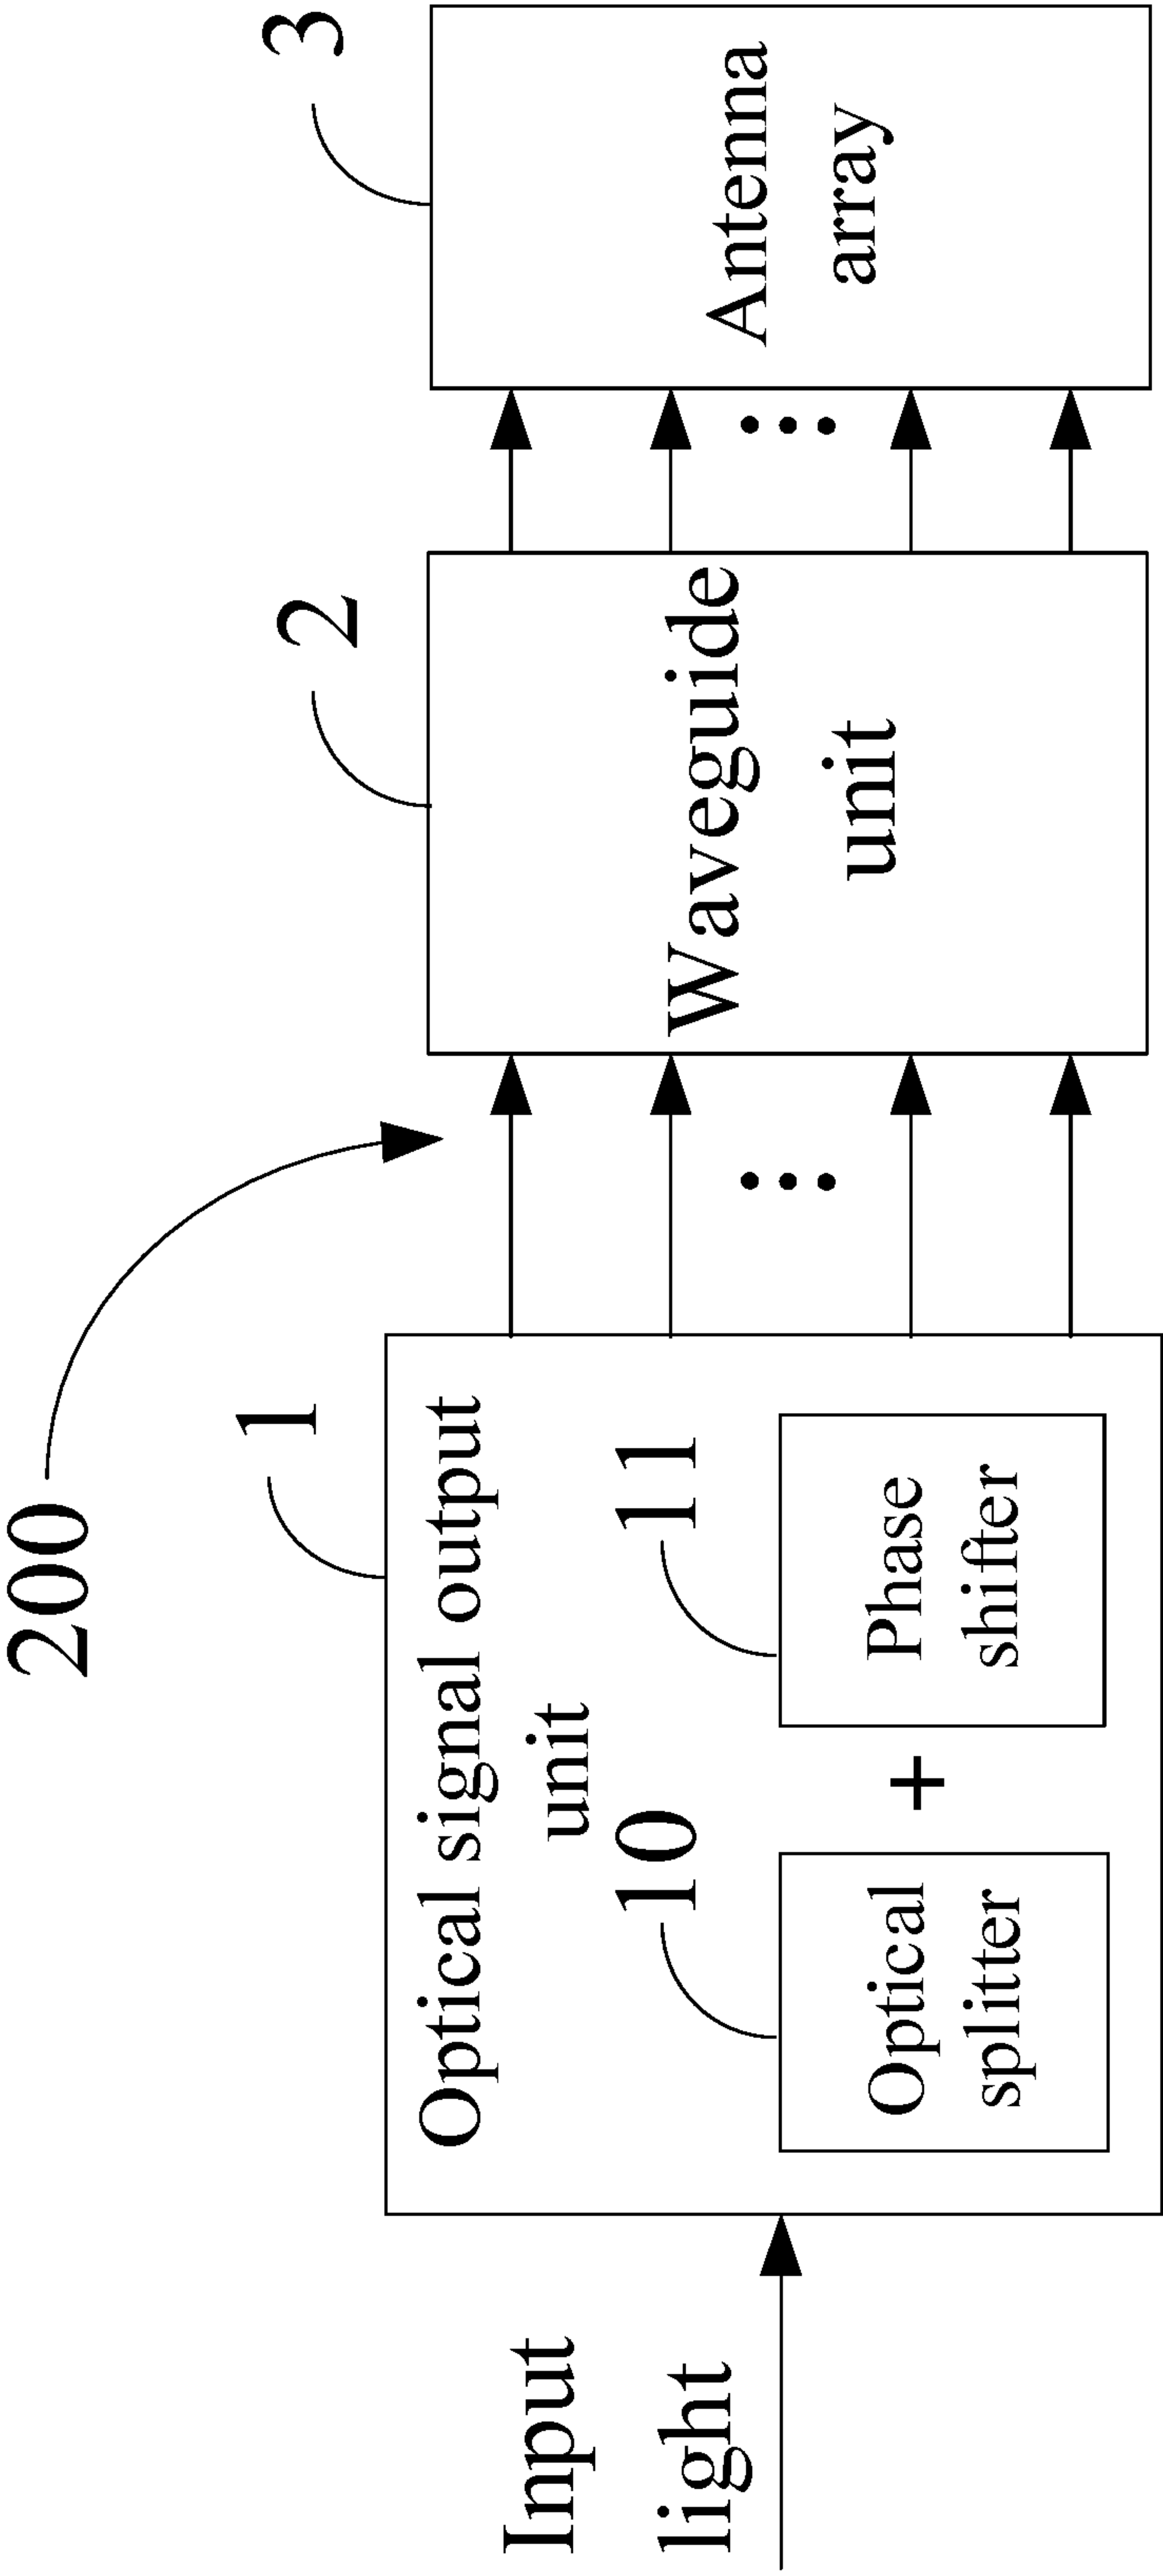 200
1
2
3
Input
light
Optical signal output
unit
10
11
Optical
splitter
+
Phase
shifter
Waveguide
unit
Antenna
array